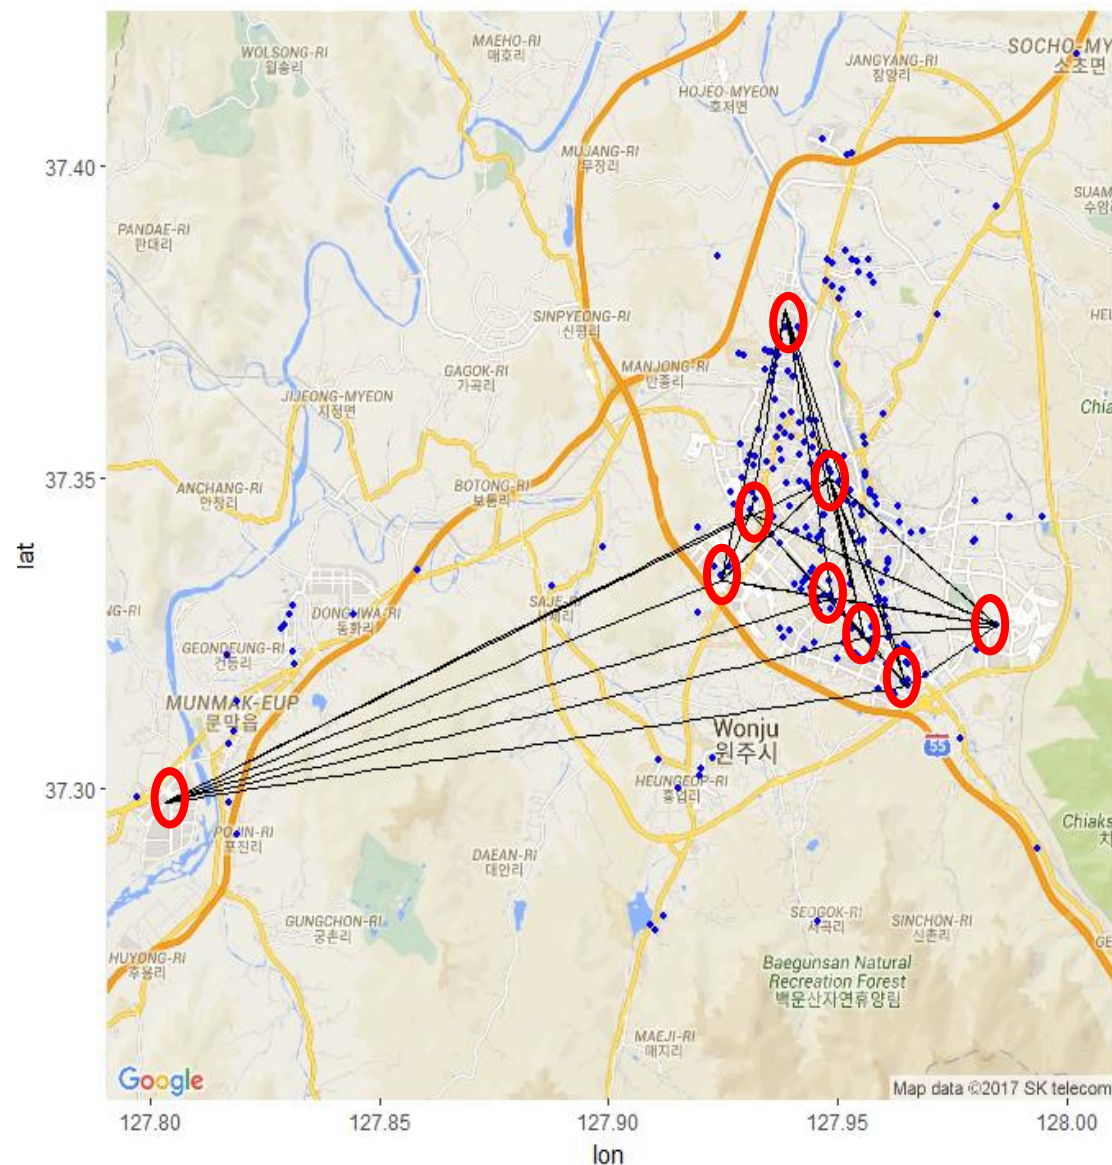 MAEHO-RI
매호리
WOLSONG-RI
월송리
SOCHO-MY
소초면
JANGYANG-RI
장양리
HOJEO-MYEON
호저면
MUJANG-RI
무장리
37.40
SUAM
수암리
PANDAE-RI
판대리
SINPYEONG-RI
신평리
HEU
MANJONG-RI
만종리
GAGOK-RI
가곡리
JIJEONG-MYEON
지정면
Chia
37.35
ANCHANG-RI
안창리
BOTONG-RI
보통리
lat
NG-RI
DONGHWA-RI
동화리
SAJE-RI
사제리
GEONDEUNG-RI
건등리
MUNMAK-EUP
문막읍
Wonju
원주시
55
37.30
HEUNGEOP-RI
흥업리
POJIN-RI
포진리
Chiaks
치
DAEAN-RI
대안리
GUNGCHON-RI
궁촌리
SEOGOK-RI
서곡리
SINCHON-RI
신촌리
GE
HUYONG-RI
후용리
Baegunsan Natural
Recreation Forest
백운산자연휴양림
MAEJI-RI
매지리
Google
Map data ©2017 SK telecom
127.80
127.85
127.90
127.95
128.00
lon